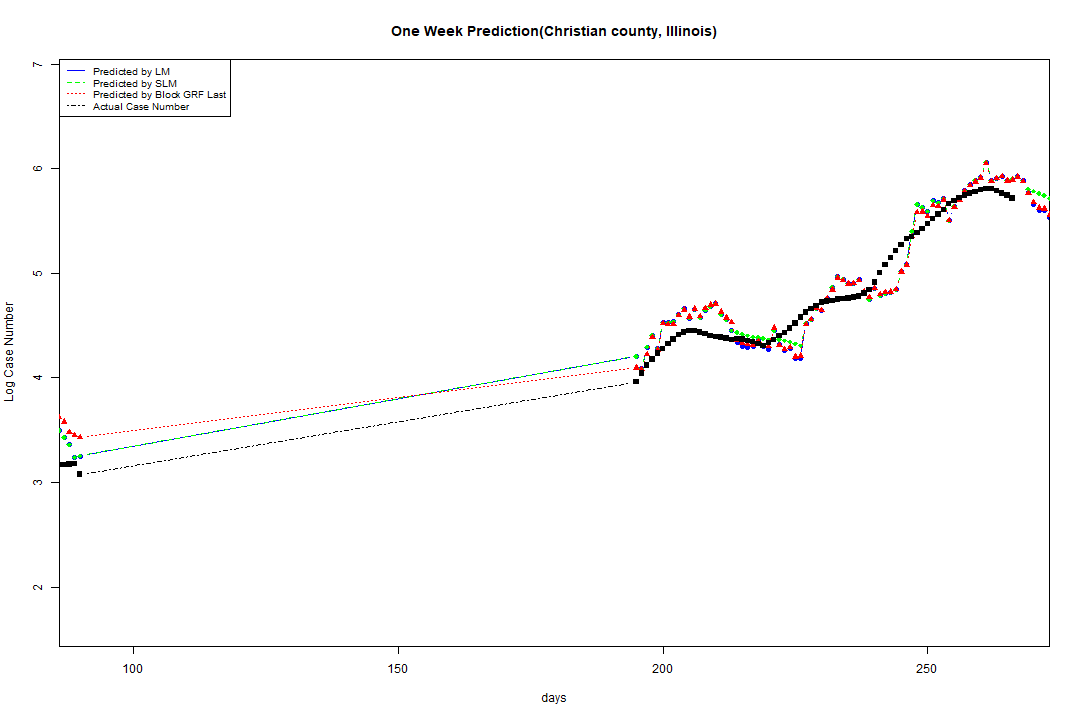 One Week Prediction(Christian county, Illinois)
Predicted by LM
Predicted by SLM
Predicted by Block GRF Last
Actual Case Number
7
6
5
4
3
2
Log Case Number
100
150
200
250
days